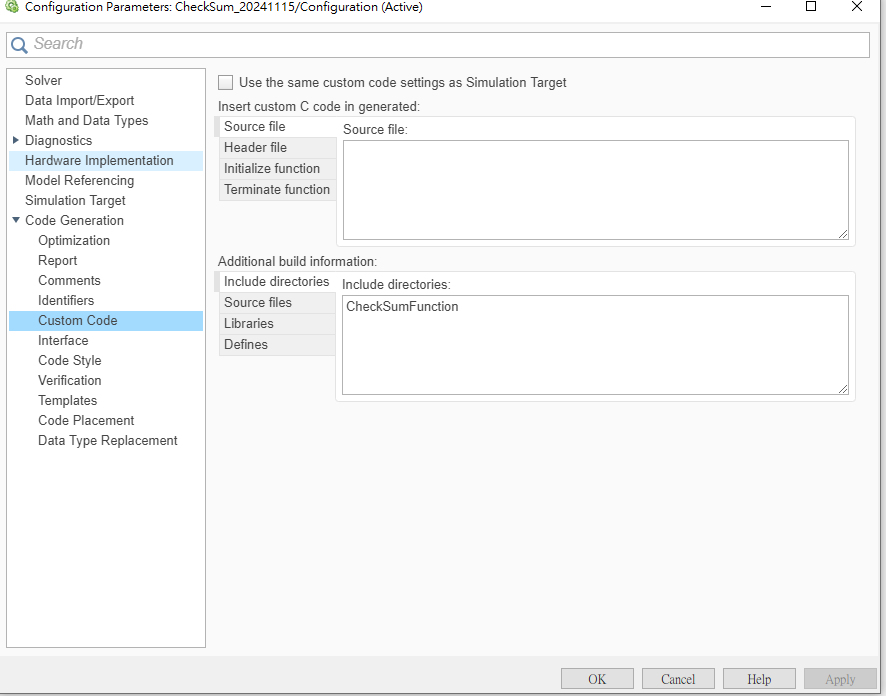 Configuration Parameters: CheckSum_20241115/Configuration (Active)
Search
Solver
Data Import/Export
Math and Data Types
Diagnostics
Hardware Implementation
Model Referencing
Simulation Target
Code Generation
Optimization
Report
Comments
Identifiers
Custom Code
Interface
Code Style
Verification
Templates
Code Placement
Data Type Replacement
Use the same custom code settings as Simulation Target
Insert custom C code in generated:
Source file
Header file
Initialize function
Terminate function
Source file:
Additional build information:
Include directories
Source files
Libraries
Defines
Include directories:
CheckSumFunction
OK
Cancel
Help
Apply